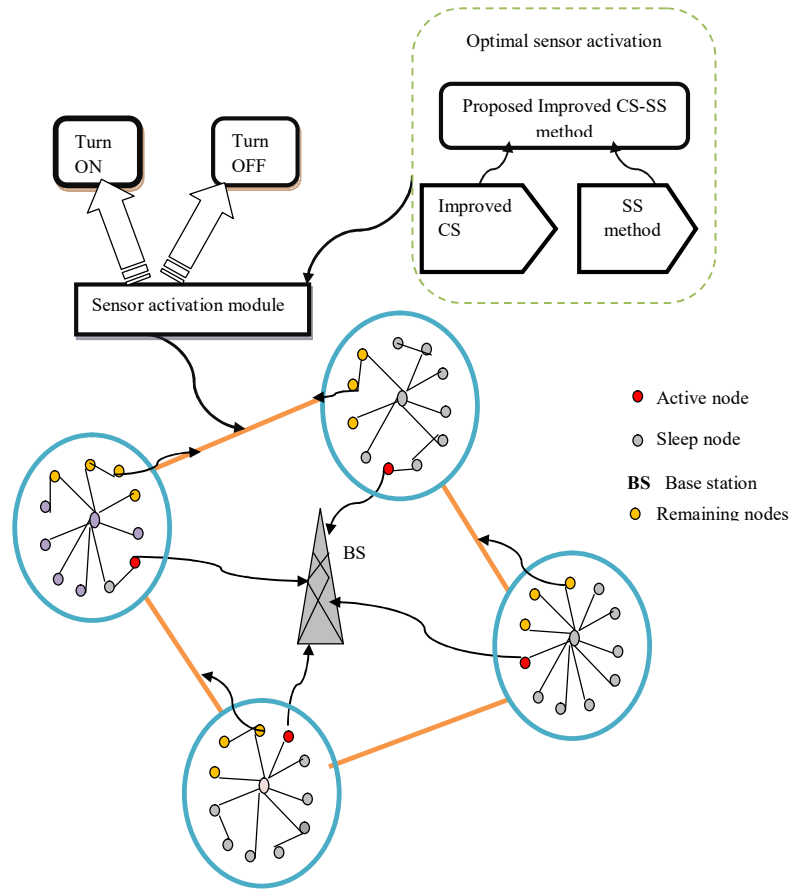 Optimal sensor activation
Proposed Improved CS-SS
method
Turn
ON
Turn
OFF
Improved
CS
SS
method
Sensor activation module
Active node
Sleep node
BS Base station
Remaining nodes
BS